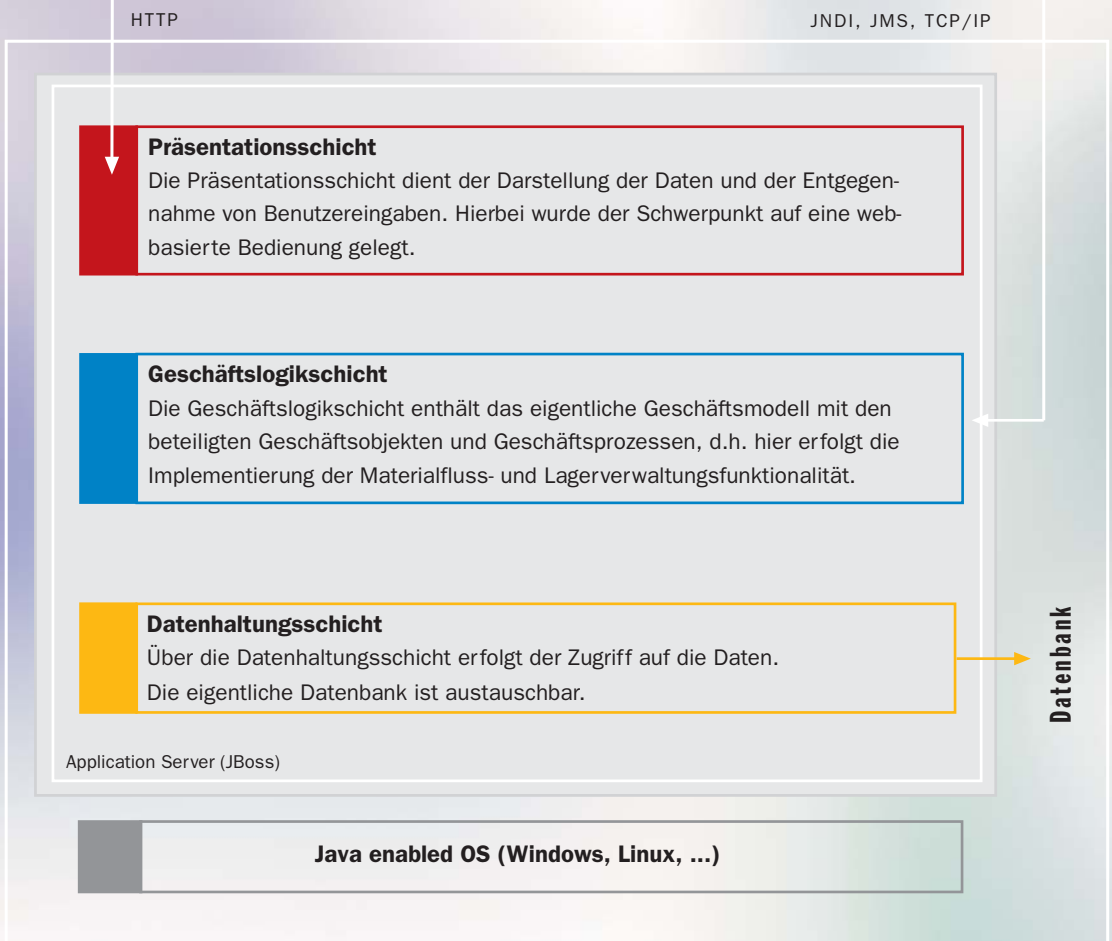 HTTP
JNDI, JMS, TCP/IP
Präsentationsschicht
Die Präsentationsschicht dient der Darstellung der Daten und der Entgegen-
nahme von Benutzereingaben. Hierbei wurde der Schwerpunkt auf eine web-
basierte Bedienung gelegt.
Geschäftslogikschicht
Die Geschäftslogikschicht enthält das eigentliche Geschäftsmodell mit den
beteiligten Geschäftsobjekten und Geschäftsprozessen, d.h. hier erfolgt die
Implementierung der Materialfluss- und Lagerverwaltungsfunktionalität.
Datenhaltungsschicht
Über die Datenhaltungsschicht erfolgt der Zugriff auf die Daten.
Die eigentliche Datenbank ist austauschbar.
Datenbank
Application Server (JBoss)
Java enabled OS (Windows, Linux, ...)